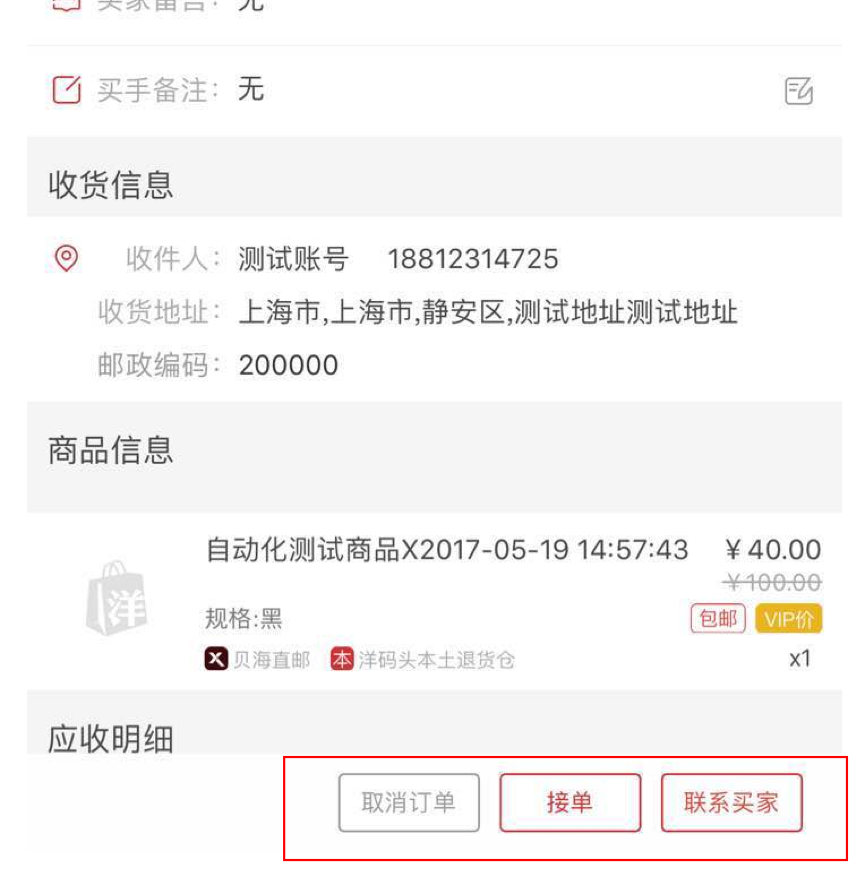 买家留言：无
买手备注：无
收货信息
收件人：测试账号 18812314725
收货地址：上海市,上海市,静安区,测试地址测试地址
邮政编码：200000
商品信息
自动化测试商品X2017-05-19 14:57:43 ￥40.00
￥100.00
洋
规格:黑 包邮 VIP价
X 贝海直邮 本 洋码头本土退货仓 x1
应收明细
取消订单 接单 联系买家